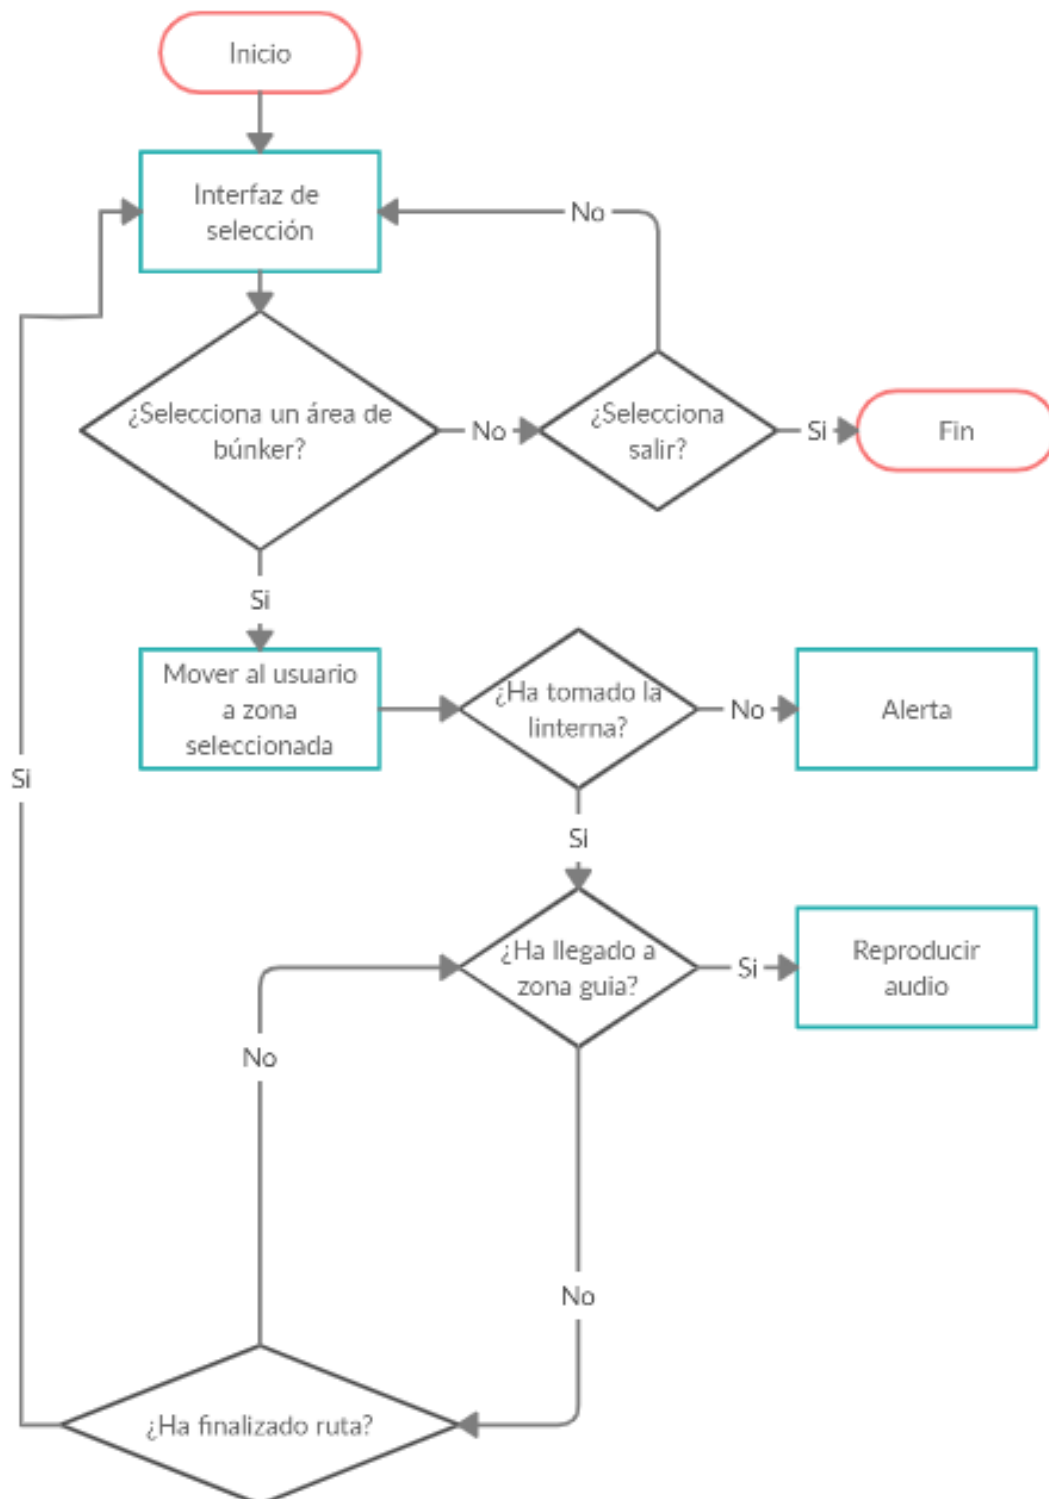 Inicio
Interfaz de
selección
No
¿Selecciona un área de
búnker?
No
¿Selecciona
salir?
Si
Fin
Si
Mover al usuario
a zona
seleccionada
¿Ha tomado la
linterna?
No
Alerta
Si
Si
¿Ha llegado a
zona guia?
Si
Reproducir
audio
No
No
¿Ha finalizado ruta?